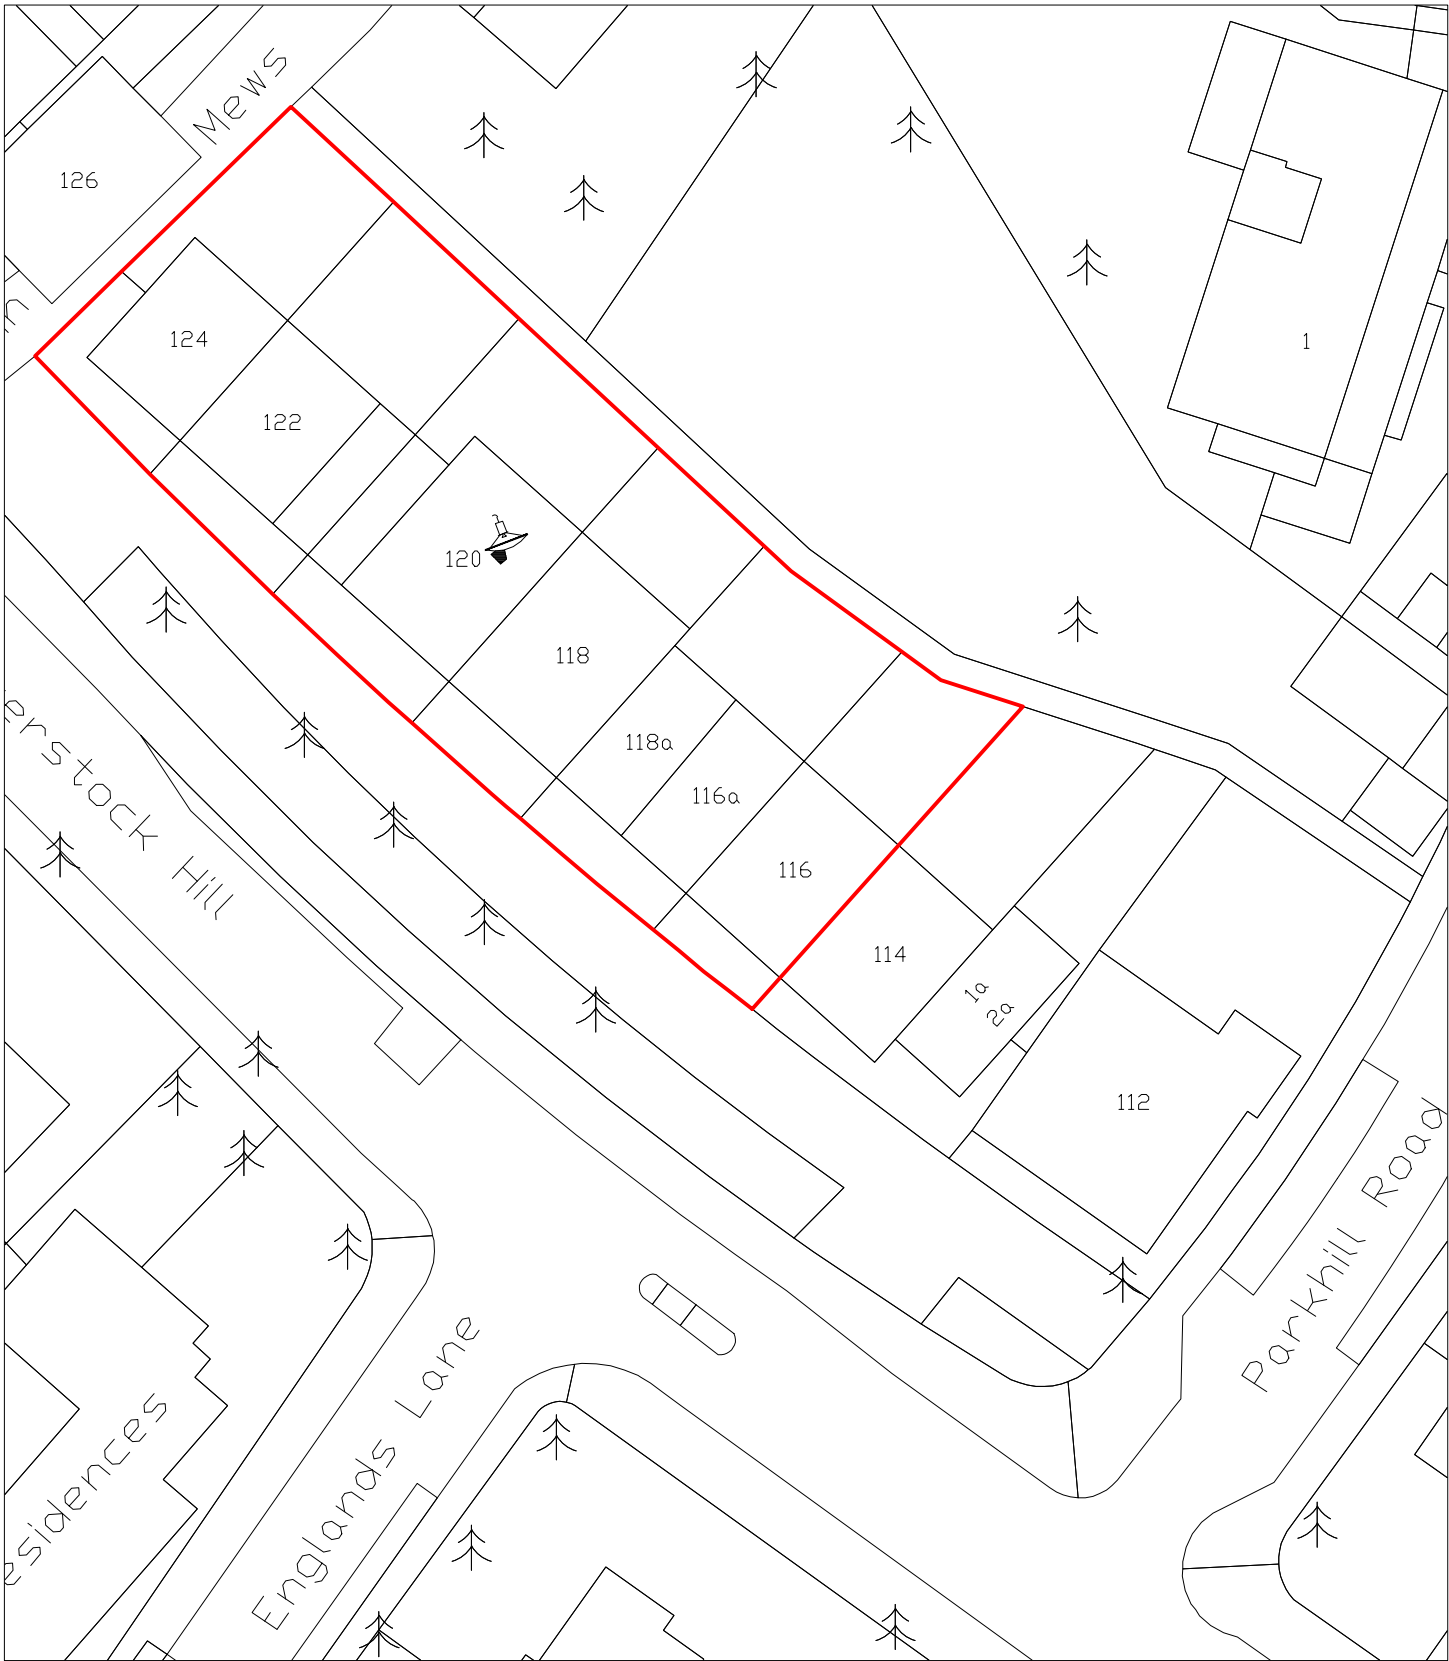 Mews
126
124
1
122
120
118
118a
116a
116
114
1a
2a
112
erstock Hill
Parkhill Road
Englands Lane
esidences